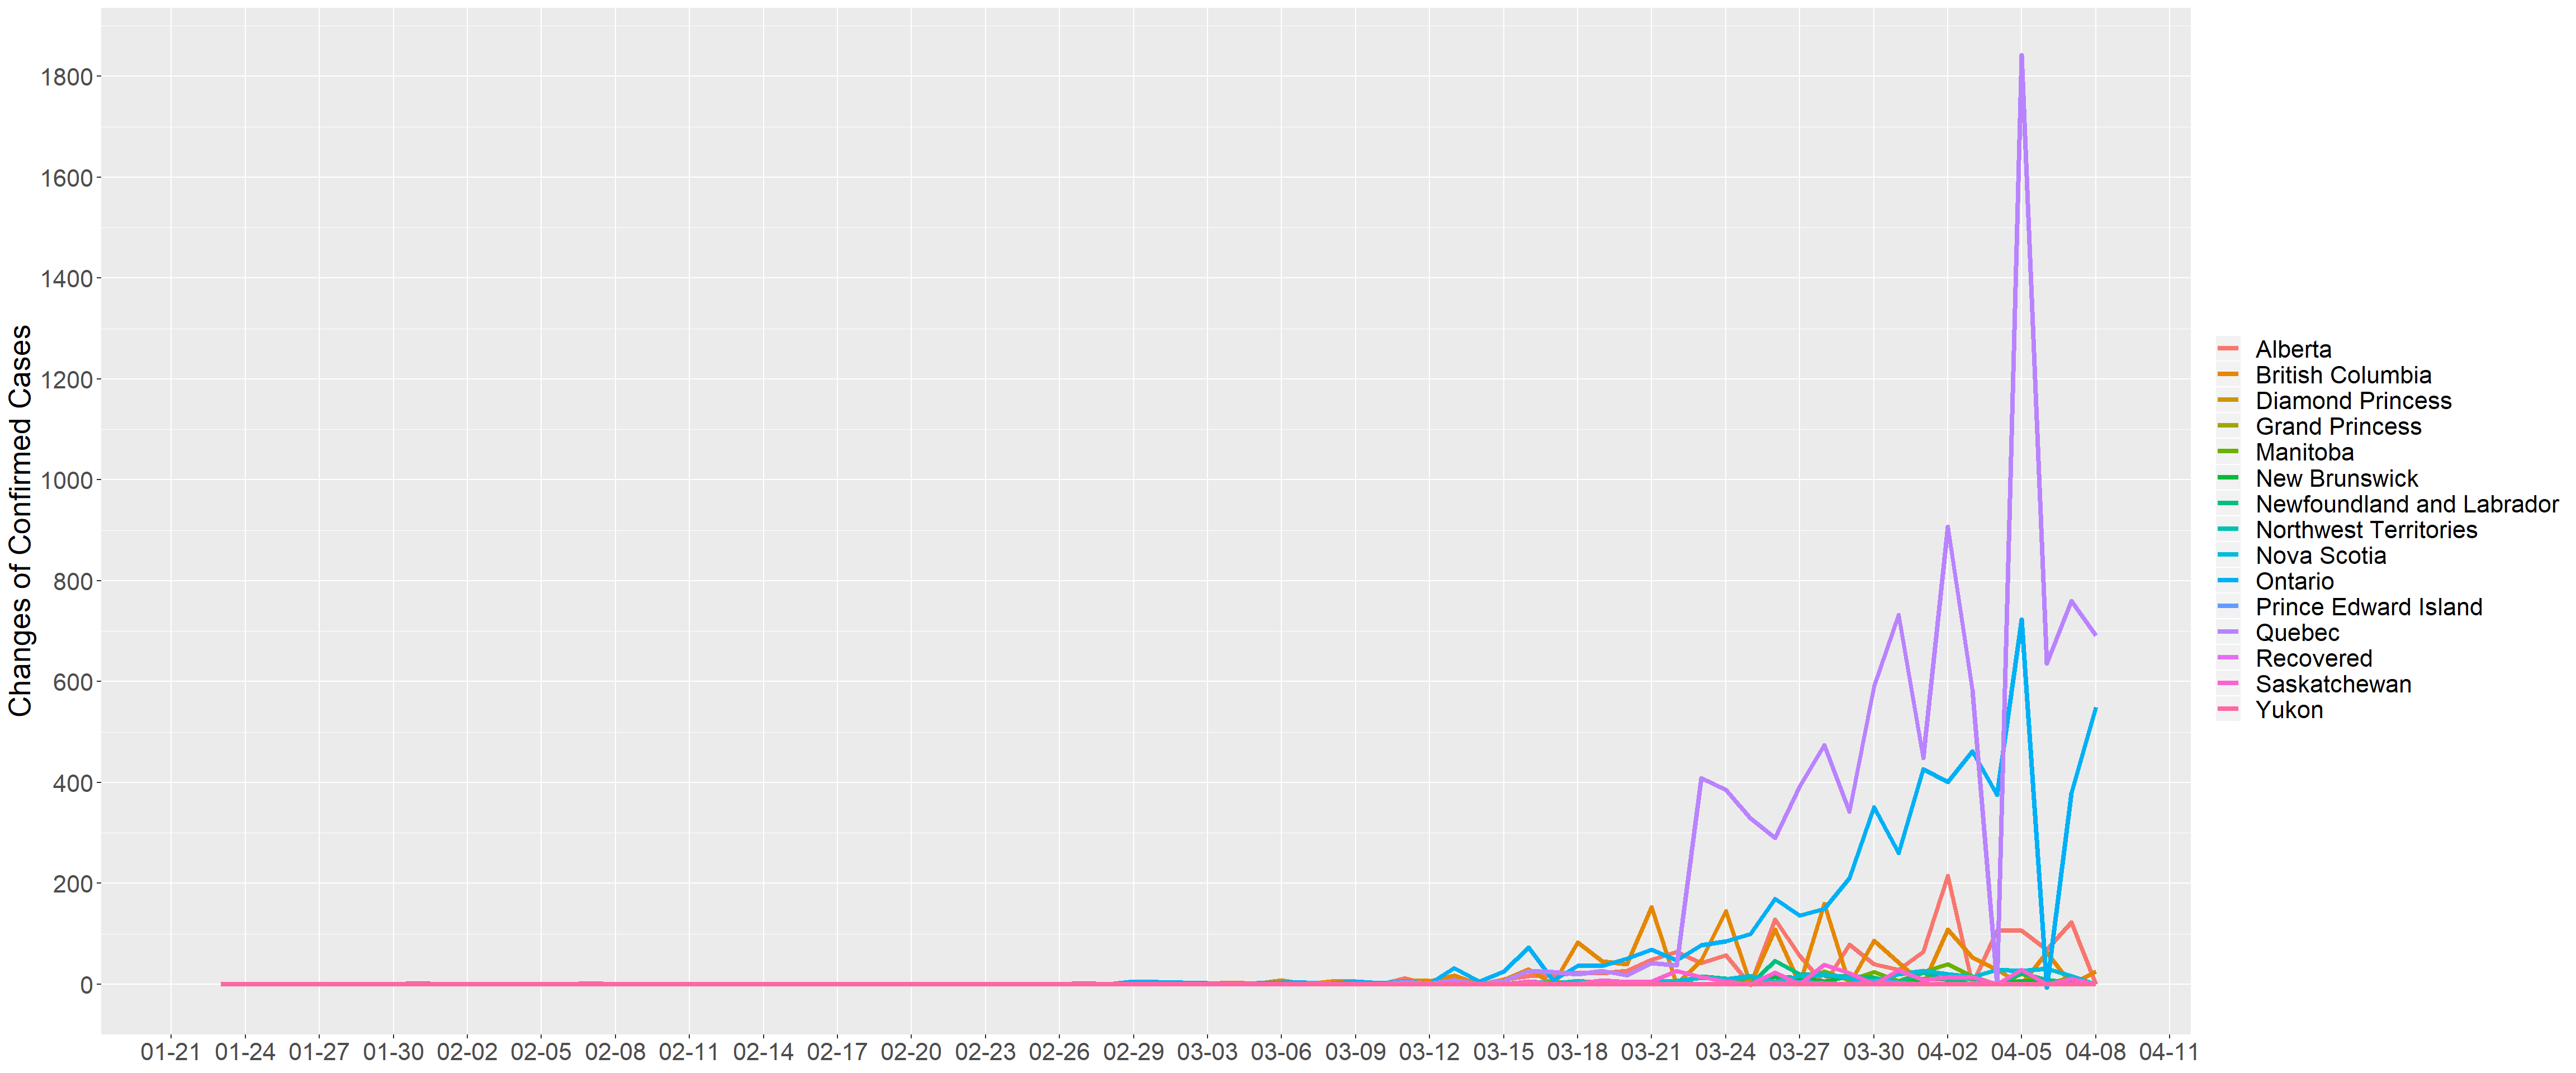 Changes of Confirmed Cases
1800
1600
1400
1200
1000
800
600
400
200
0
01-21 01-24 01-27 01-30 02-02 02-05 02-08 02-11 02-14 02-17 02-20 02-23 02-26 02-29 03-03 03-06 03-09 03-12 03-15 03-18 03-21 03-24 03-27 03-30 04-02 04-05 04-08 04-11
Alberta
British Columbia
Diamond Princess
Grand Princess
Manitoba
New Brunswick
Newfoundland and Labrador
Northwest Territories
Nova Scotia
Ontario
Prince Edward Island
Quebec
Recovered
Saskatchewan
Yukon